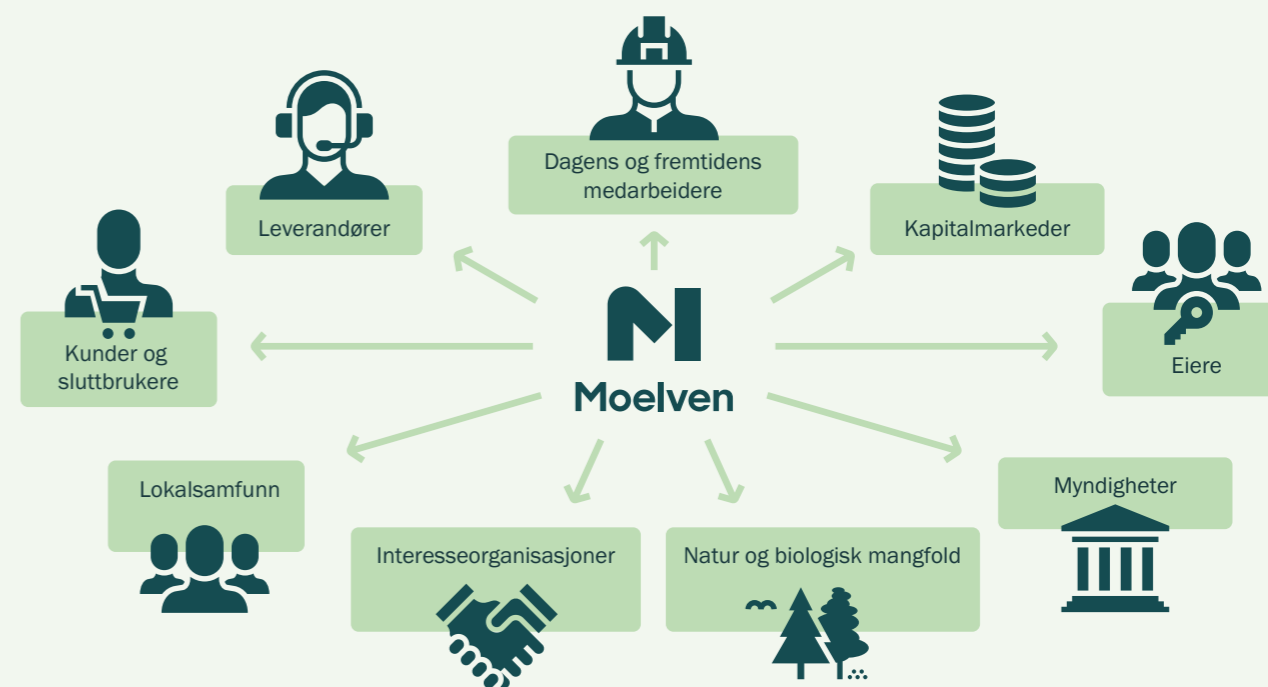 Dagens og fremtidens
medarbeidere
Leverandører
Kapitalmarkeder
Kunder og
sluttbrukere
Eiere
Moelven
Lokalsamfunn
Myndigheter
Interesseorganisasjoner
Natur og biologisk mangfold